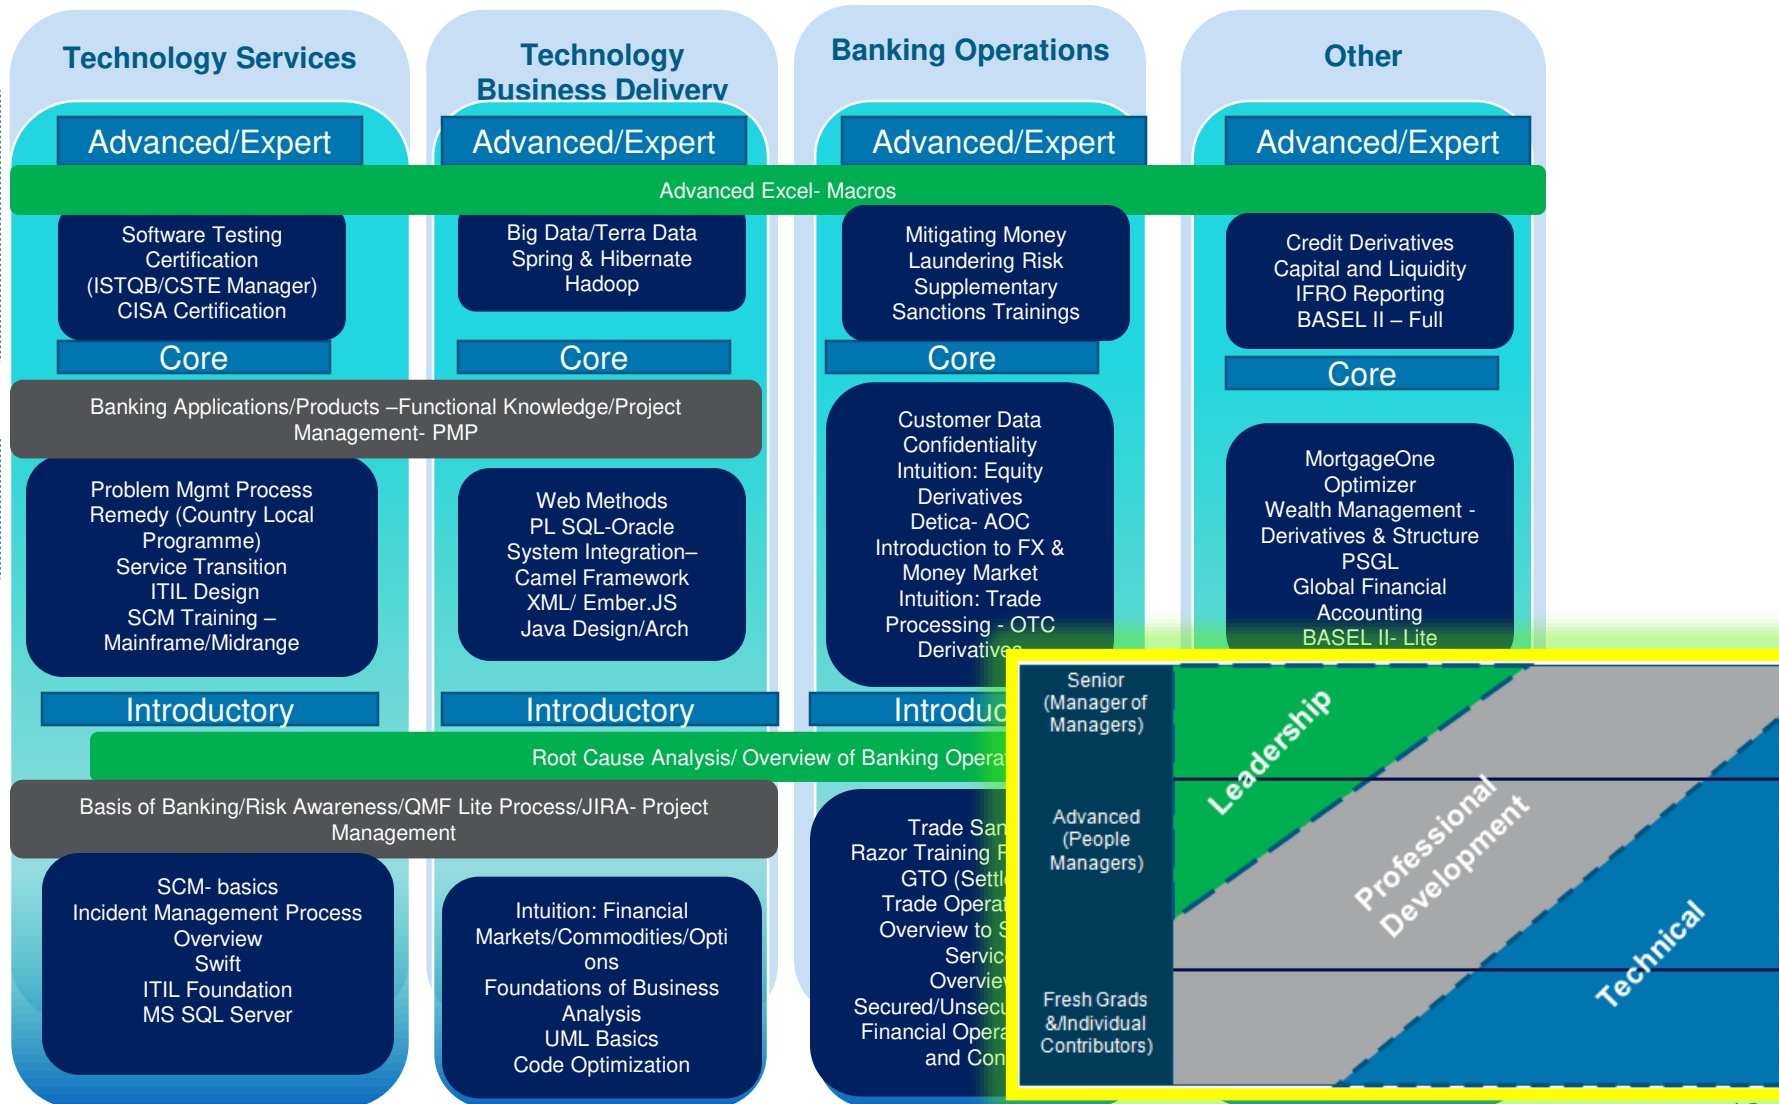 Technology Services
Technology
Business Delivery
Banking Operations
Other
Advanced/Expert
Advanced/Expert
Advanced/Expert
Advanced/Expert
Advanced Excel- Macros
Software Testing
Certification
(ISTQB/CSTE Manager)
CISA Certification
Big Data/Terra Data
Spring & Hibernate
Hadoop
Mitigating Money
Laundering Risk
Supplementary
Sanctions Trainings
Credit Derivatives
Capital and Liquidity
IFRO Reporting
BASEL II – Full
Core
Core
Core
Core
Banking Applications/Products –Functional Knowledge/Project
Management- PMP
Problem Mgmt Process
Remedy (Country Local
Programme)
Service Transition
ITIL Design
SCM Training –
Mainframe/Midrange
Web Methods
PL SQL-Oracle
System Integration–
Camel Framework
XML/ Ember.JS
Java Design/Arch
Customer Data
Confidentiality
Intuition: Equity
Derivatives
Detica- AOC
Introduction to FX &
Money Market
Intuition: Trade
Processing - OTC
Derivatives
MortgageOne
Optimizer
Wealth Management -
Derivatives & Structure
PSGL
Global Financial
Accounting
BASEL II- Lite
Introductory
Introductory
Root Cause Analysis/ Overview of Banking
Basis of Banking/Risk Awareness/QMF Lite Process/JIRA- Project
Management
SCM- basics
Incident Management Process
Overview
Swift
ITIL Foundation
MS SQL Server
Intuition: Financial
Markets/Commodities/Opti
ons
Foundations of Business
Analysis
UML Basics
Code Optimization
Trade
Razor Training
GTO
Trade
Overview to
Financial
and
Senior
(Manager of
Managers)
Advanced
(People
Managers)
Fresh Grads
&/Individual
Contributors)
Leadership
Professional
Development
Technical